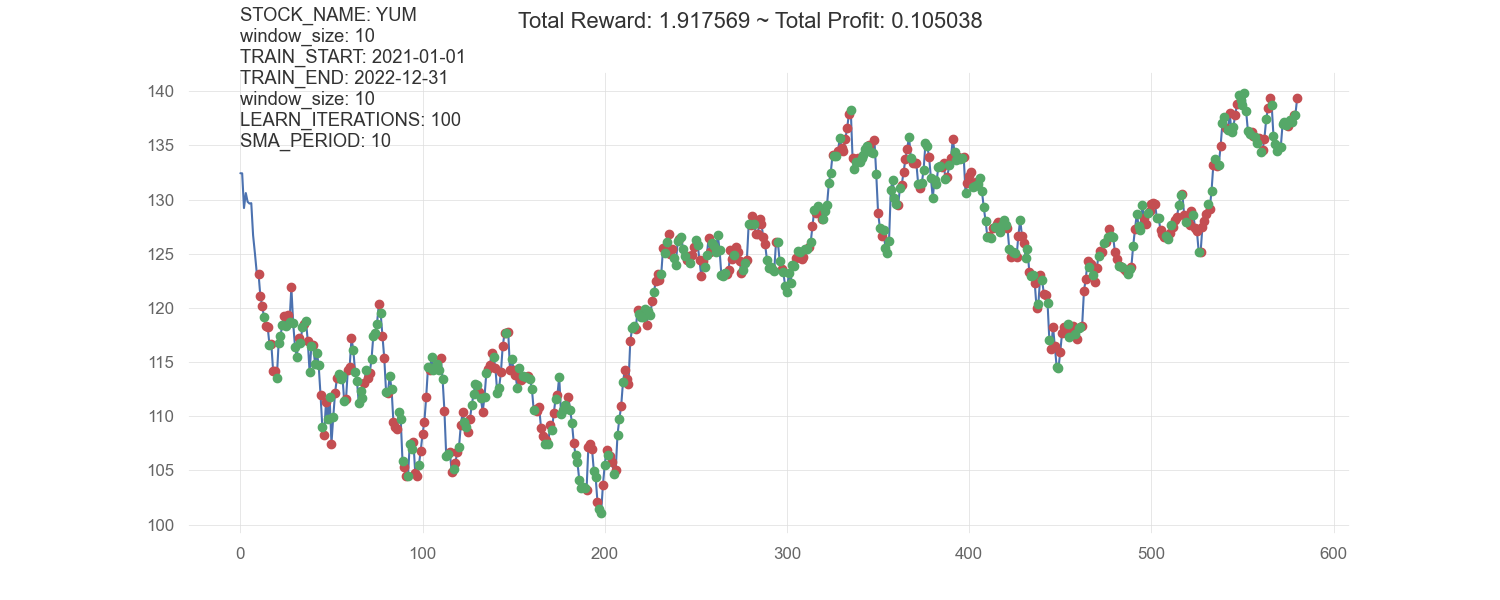 STOCK_NAME: YUM
Total Reward: 1.917569 ~ Total Profit: 0.105038
window_size: 10
TRAIN_START: 2021-01-01
TRAIN_END: 2022-12-31
window_size: 10
LEARN_ITERATIONS: 100
SMA_PERIOD: 10
140
135
130
125
120
115
110
105
100
0 100 200 300 400 500 600